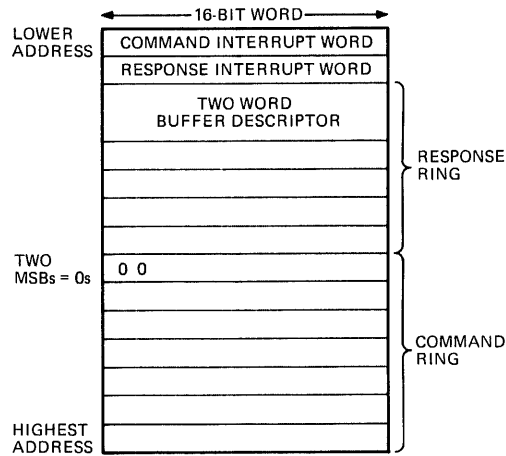 16-BIT WORD
LOWER
ADDRESS
COMMAND INTERRUPT WORD
RESPONSE INTERRUPT WORD
TWO WORD
BUFFER DESCRIPTOR
RESPONSE
RING
TWO
MSBs = 0s
0 0
COMMAND
RING
HIGHEST
ADDRESS